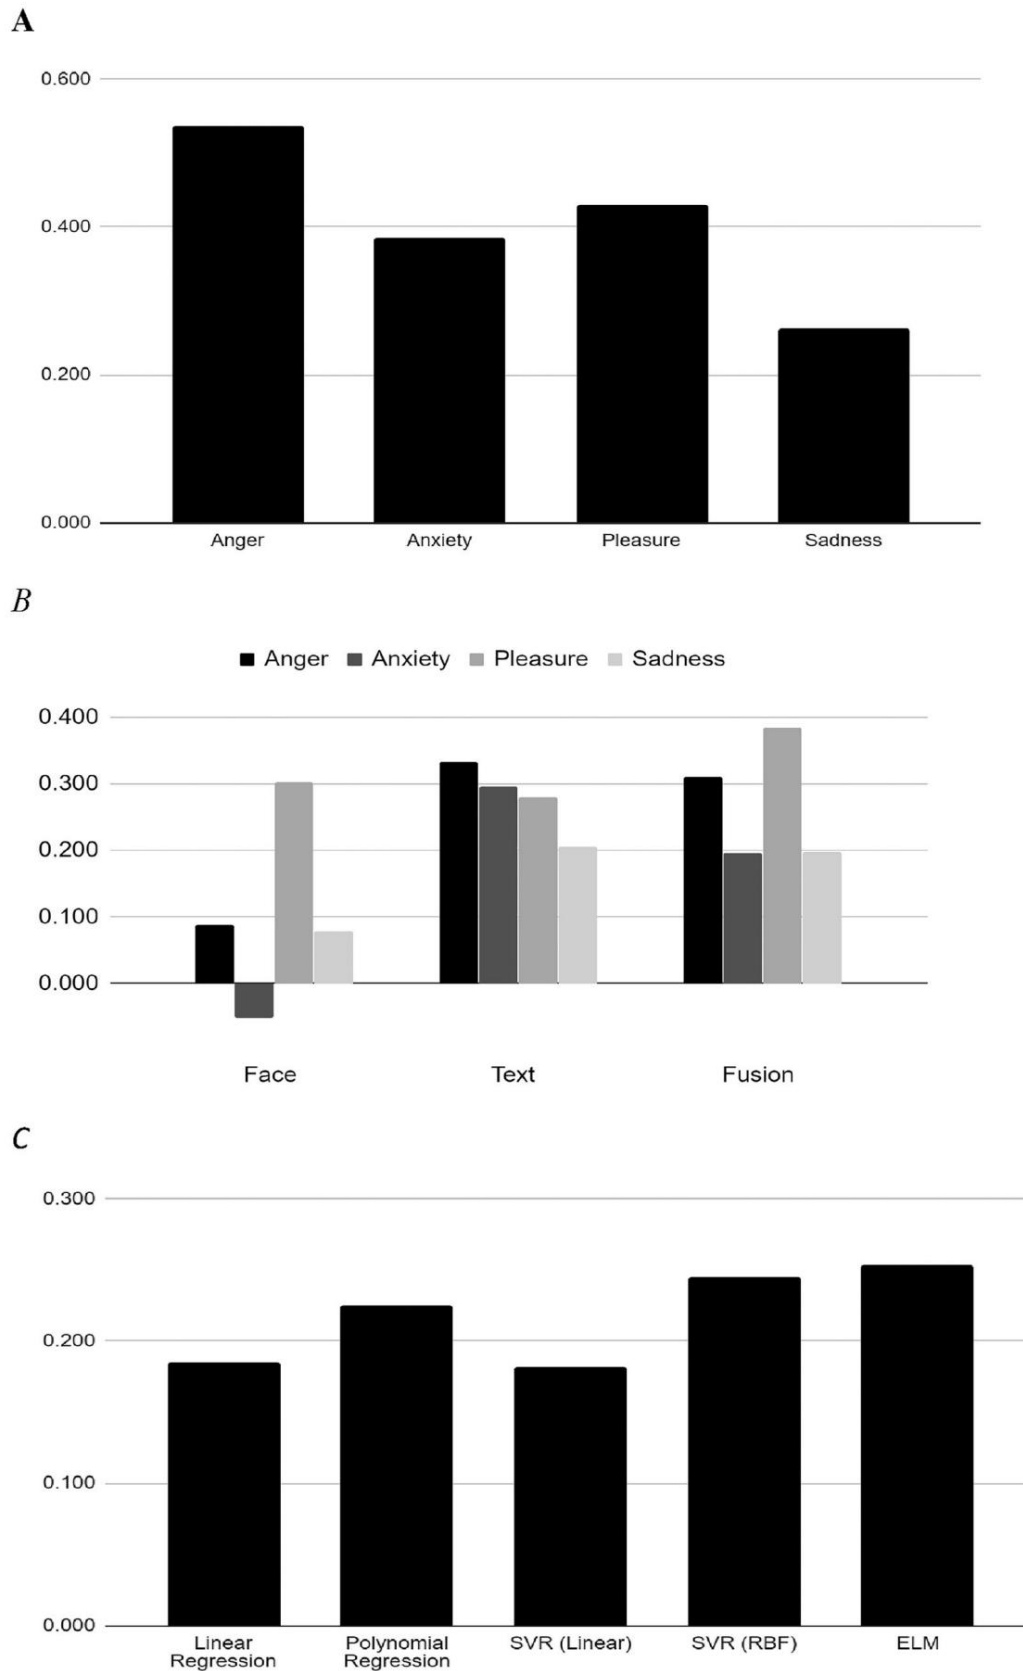 A
0.600
0.400
0.200
0.000
Anger Anxiety Pleasure Sadness
B
Anger Anxiety Pleasure Sadness
0.400
0.300
0.200
0.100
0.000
Face Text Fusion
C
0.300
0.200
0.100
0.000
Linear Polynomial SVR (Linear) SVR (RBF) ELM
Regression Regression